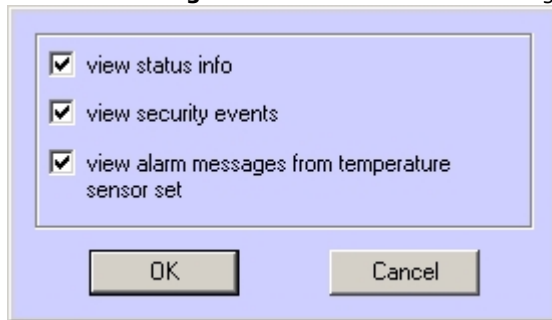 view status info
view security events
view alarm messages from temperature
sensor set
OK
Cancel